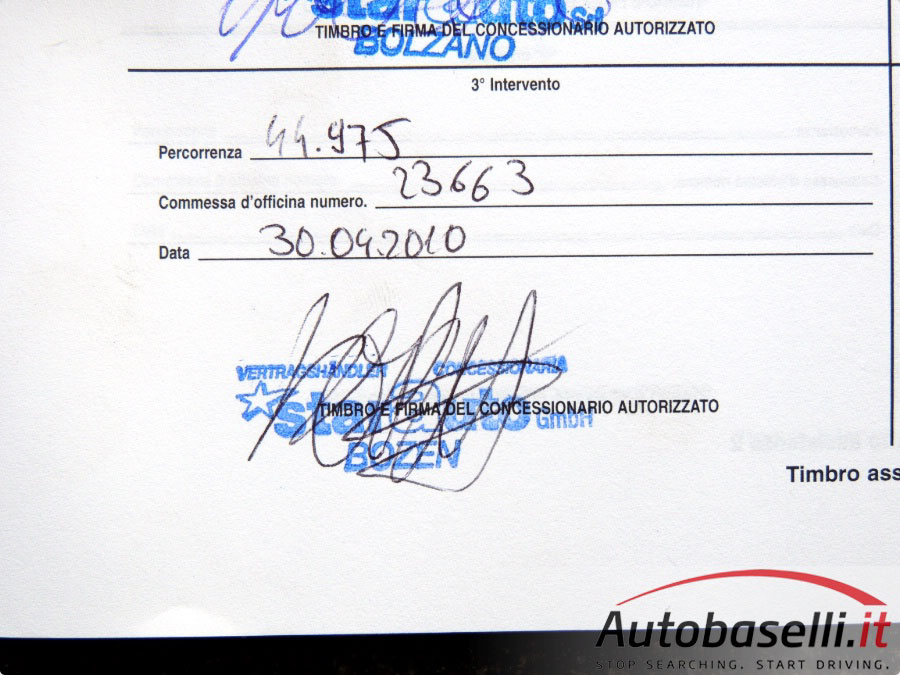 TIMBRO E FIRMA DEL CONCESSIONARIO AUTORIZZATO
BOLZANO
3° Intervento
Percorrenza 44.975
Commessa d'officina numero. 23663
Data 30.04.2010
VERTRAGSHÄNDLER CONCESSIONARIA
TIMBRO E FIRMA DEL CONCESSIONARIO AUTORIZZATO
GMBH
BOZEN
Timbro ass
Autobaselli.it
STOP SEARCHING. START DRIVING.